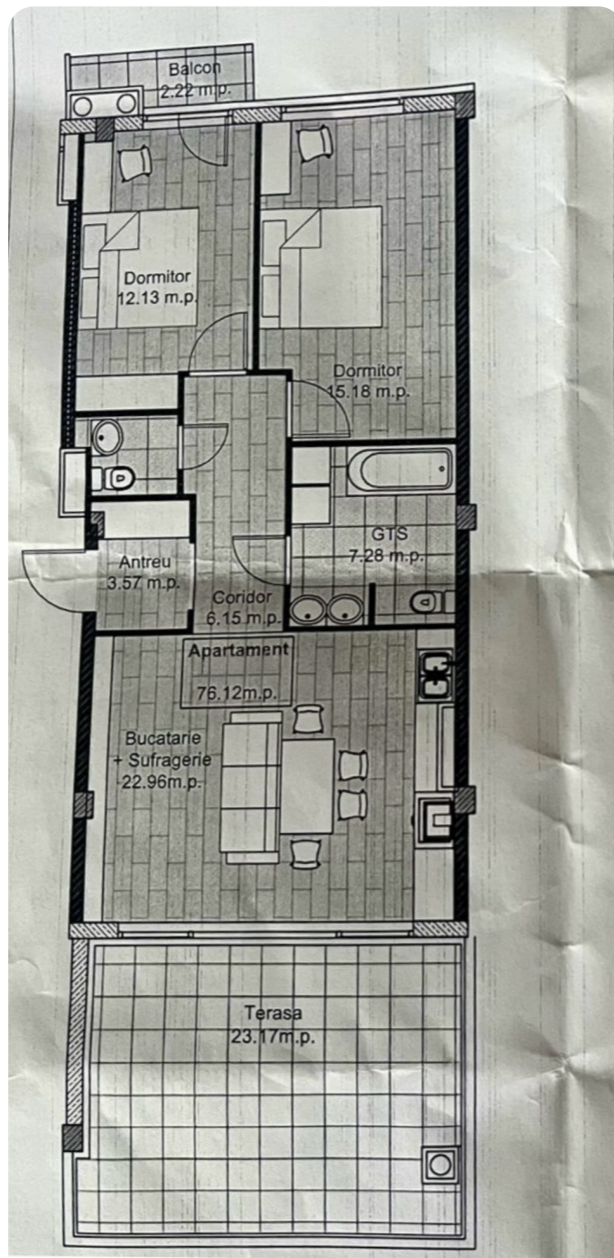 Balcon
2.22 m.p.
Dormitor
12.13 m.p.
Dormitor
15.18 m.p.
GTS
7.28 m.p.
Antreu
3.57 m.p.
Coridor
6.15 m.p.
Apartament
76.12m.p.
Bucatarie
+ Sufragerie
22.96m.p.
Terasa
23.17m.p.